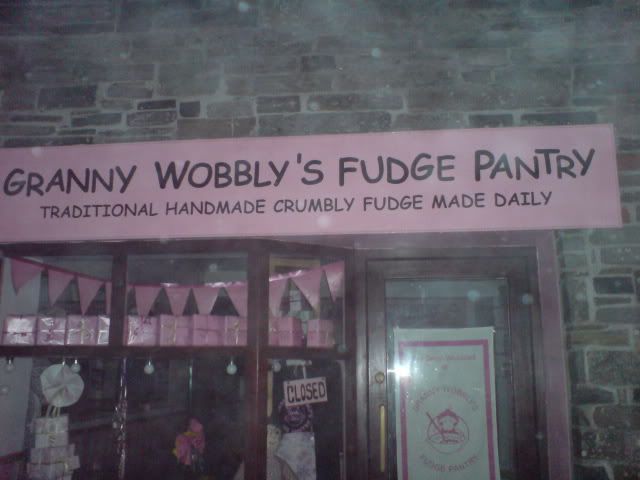 GRANNY WOBBLY'S FUDGE PANTRY
TRADITIONAL HANDMADE CRUMBLY FUDGE MADE DAILY
CLOSED
GRANNY WOBBLY'S
FUDGE PANTRY